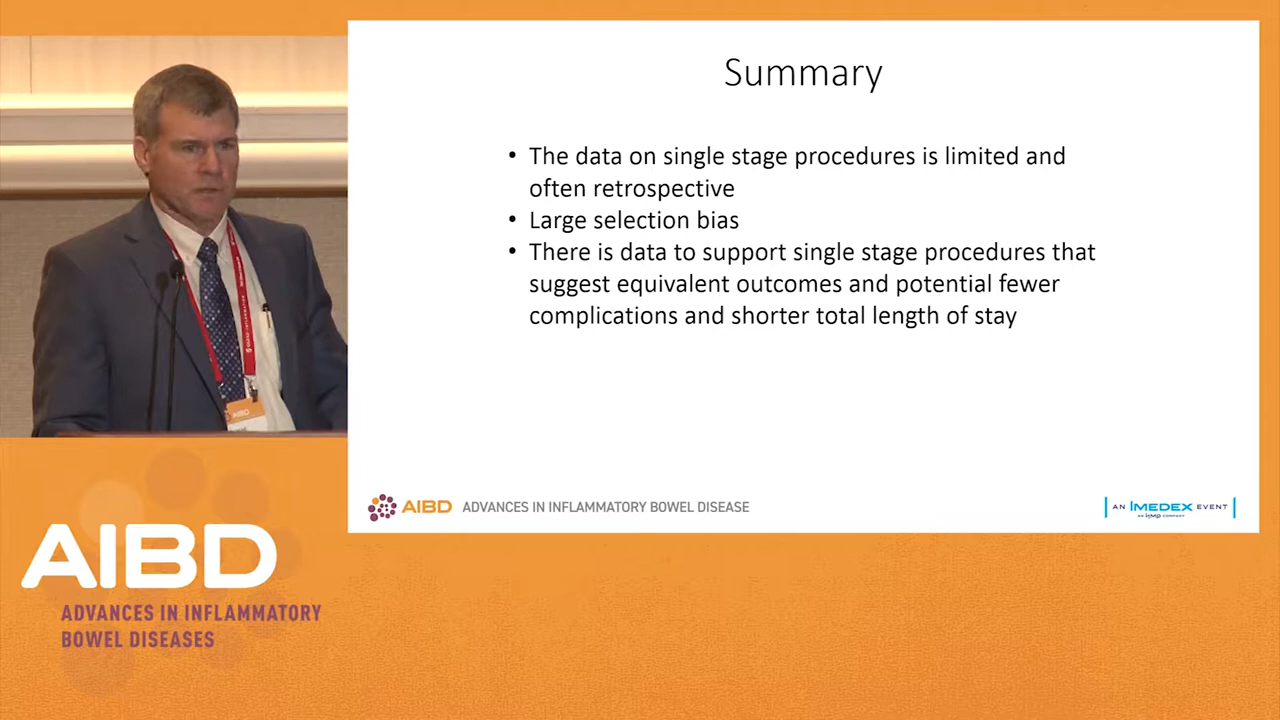 Summary
• The data on single stage procedures is limited and
often retrospective
• Large selection bias
• There is data to support single stage procedures that
suggest equivalent outcomes and potential fewer
complications and shorter total length of stay
AIBD ADVANCES IN INFLAMMATORY BOWEL DISEASE
AN IMEDEX EVENT
AIBD
AIBD
ADVANCES IN INFLAMMATORY
BOWEL DISEASES